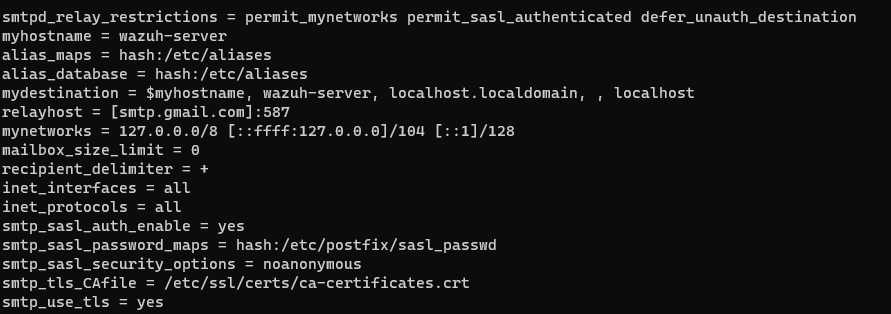 smtpd_relay_restrictions = permit_mynetworks permit_sasl_authenticated defer_unauth_destination
myhostname = wazuh-server
alias_maps = hash:/etc/aliases
alias_database = hash:/etc/aliases
mydestination = $myhostname, wazuh-server, localhost.localdomain, , localhost
relayhost = [smtp.gmail.com]:587
mynetworks = 127.0.0.0/8 [::ffff:127.0.0.0]/104 [::1]/128
mailbox_size_limit = 0
recipient_delimiter = +
inet_interfaces = all
inet_protocols = all
smtp_sasl_auth_enable = yes
smtp_sasl_password_maps = hash:/etc/postfix/sasl_passwd
smtp_sasl_security_options = noanonymous
smtp_tls_CAfile = /etc/ssl/certs/ca-certificates.crt
smtp_use_tls = yes